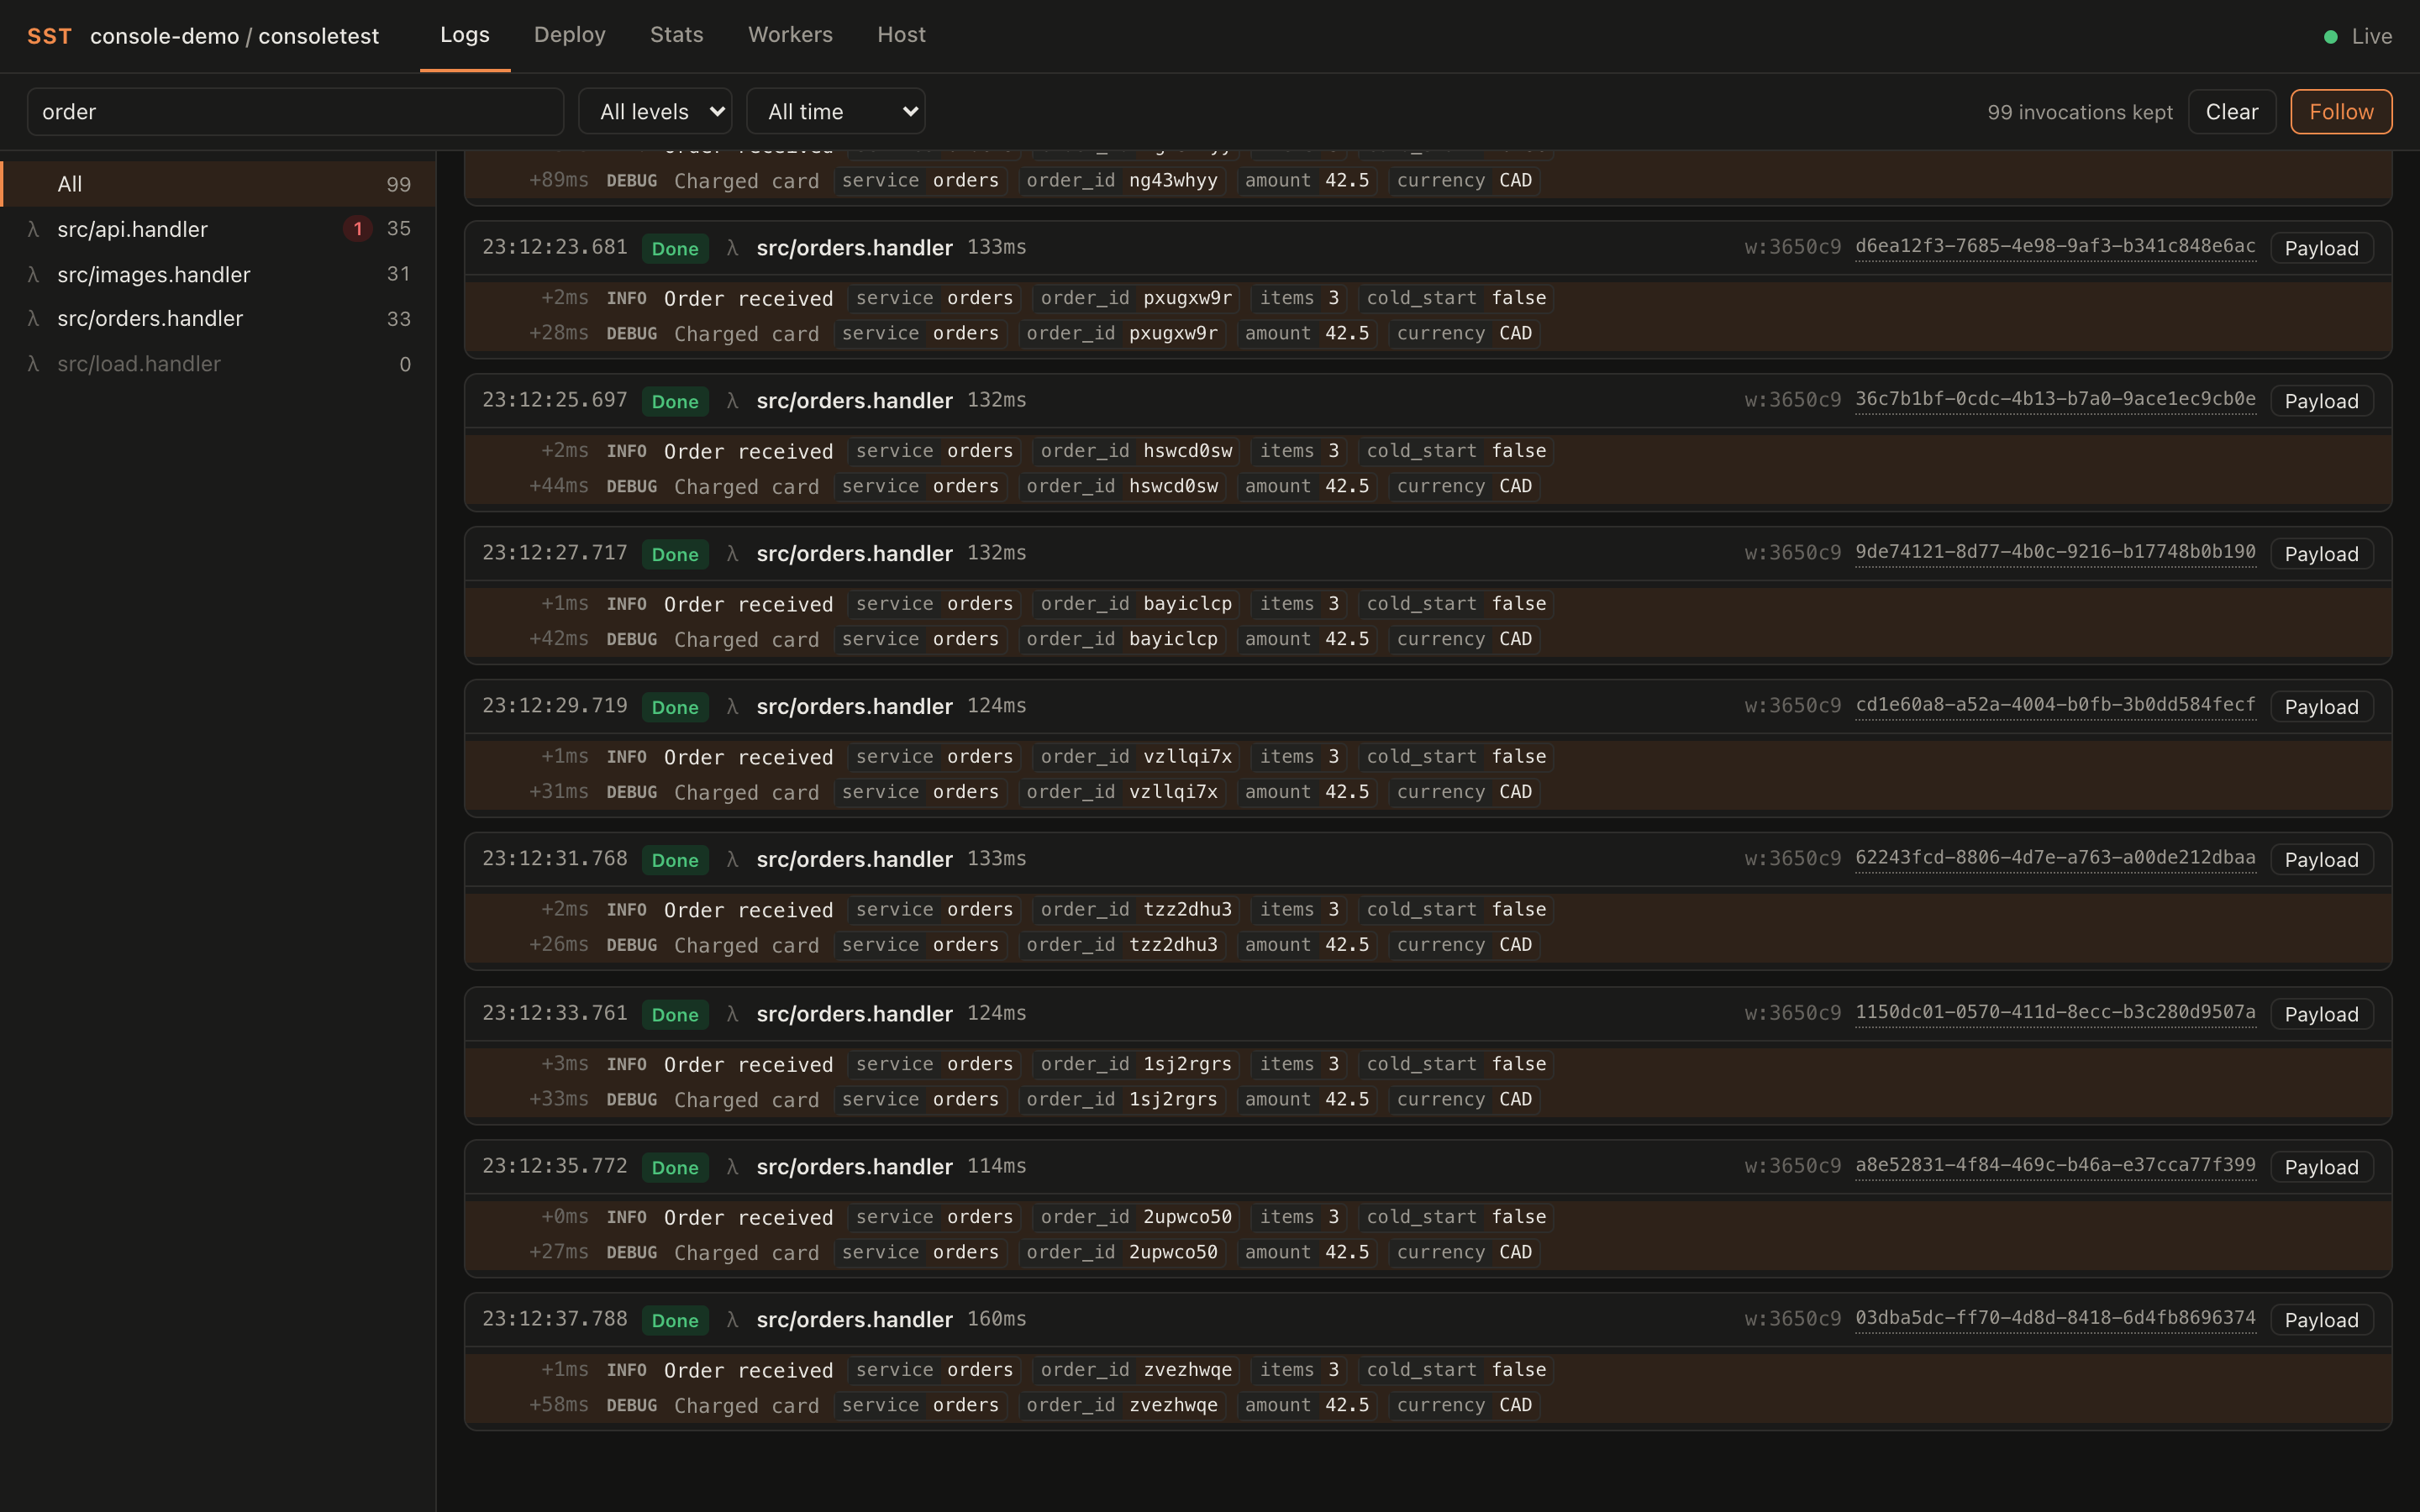 SST console-demo / consoletest Logs Deploy Stats Workers Host Live
order All levels All time 99 invocations kept Clear Follow
All 99
λ src/api.handler 1 35
λ src/images.handler 31
λ src/orders.handler 33
λ src/load.handler 0
+89ms DEBUG Charged card service orders order_id ng43whyy amount 42.5 currency CAD
23:12:23.681 Done λ src/orders.handler 133ms w:3650c9 d6ea12f3-7685-4e98-9af3-b341c848e6ac Payload
+2ms INFO Order received service orders order_id pxugxw9r items 3 cold_start false
+28ms DEBUG Charged card service orders order_id pxugxw9r amount 42.5 currency CAD
23:12:25.697 Done λ src/orders.handler 132ms w:3650c9 36c7b1bf-0cdc-4b13-b7a0-9ace1ec9cb0e Payload
+2ms INFO Order received service orders order_id hswcd0sw items 3 cold_start false
+44ms DEBUG Charged card service orders order_id hswcd0sw amount 42.5 currency CAD
23:12:27.717 Done λ src/orders.handler 132ms w:3650c9 9de74121-8d77-4b0c-9216-b17748b0b190 Payload
+1ms INFO Order received service orders order_id bayiclcp items 3 cold_start false
+42ms DEBUG Charged card service orders order_id bayiclcp amount 42.5 currency CAD
23:12:29.719 Done λ src/orders.handler 124ms w:3650c9 cd1e60a8-a52a-4004-b0fb-3b0dd584fecf Payload
+1ms INFO Order received service orders order_id vzllqi7x items 3 cold_start false
+31ms DEBUG Charged card service orders order_id vzllqi7x amount 42.5 currency CAD
23:12:31.768 Done λ src/orders.handler 133ms w:3650c9 62243fcd-8806-4d7e-a763-a00de212dbaa Payload
+2ms INFO Order received service orders order_id tzz2dhu3 items 3 cold_start false
+26ms DEBUG Charged card service orders order_id tzz2dhu3 amount 42.5 currency CAD
23:12:33.761 Done λ src/orders.handler 124ms w:3650c9 1150dc01-0570-411d-8ecc-b3c280d9507a Payload
+3ms INFO Order received service orders order_id 1sj2rgrs items 3 cold_start false
+33ms DEBUG Charged card service orders order_id 1sj2rgrs amount 42.5 currency CAD
23:12:35.772 Done λ src/orders.handler 114ms w:3650c9 a8e52831-4f84-469c-b46a-e37cca77f399 Payload
+0ms INFO Order received service orders order_id 2upwco50 items 3 cold_start false
+27ms DEBUG Charged card service orders order_id 2upwco50 amount 42.5 currency CAD
23:12:37.788 Done λ src/orders.handler 160ms w:3650c9 03dba5dc-ff70-4d8d-8418-6d4fb8696374 Payload
+1ms INFO Order received service orders order_id zvezhwqe items 3 cold_start false
+58ms DEBUG Charged card service orders order_id zvezhwqe amount 42.5 currency CAD